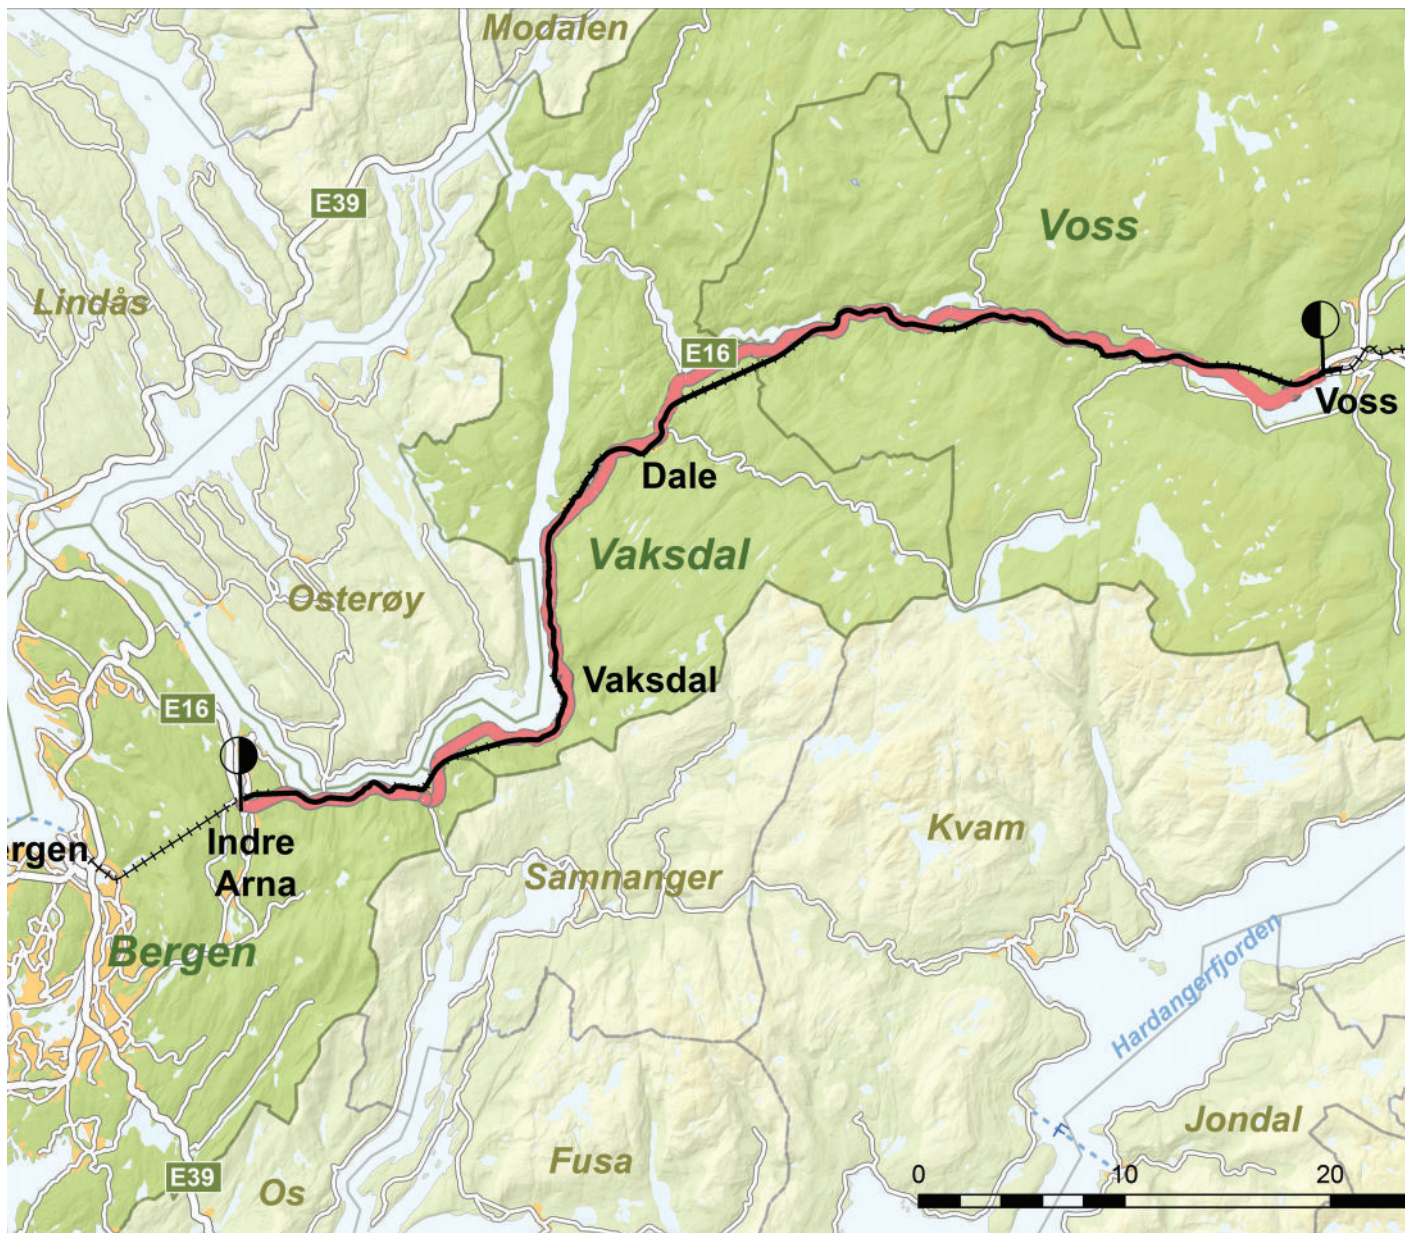 Modalen
E39
Voss
Lindås
E16
Voss
Dale
Vaksdal
Osterøy
Vaksdal
E16
Indre
Arna
rgen
Kvam
Samnanger
Bergen
Hardangerfjorden
Jondal
F
Fusa
E39
Os
0 10 20